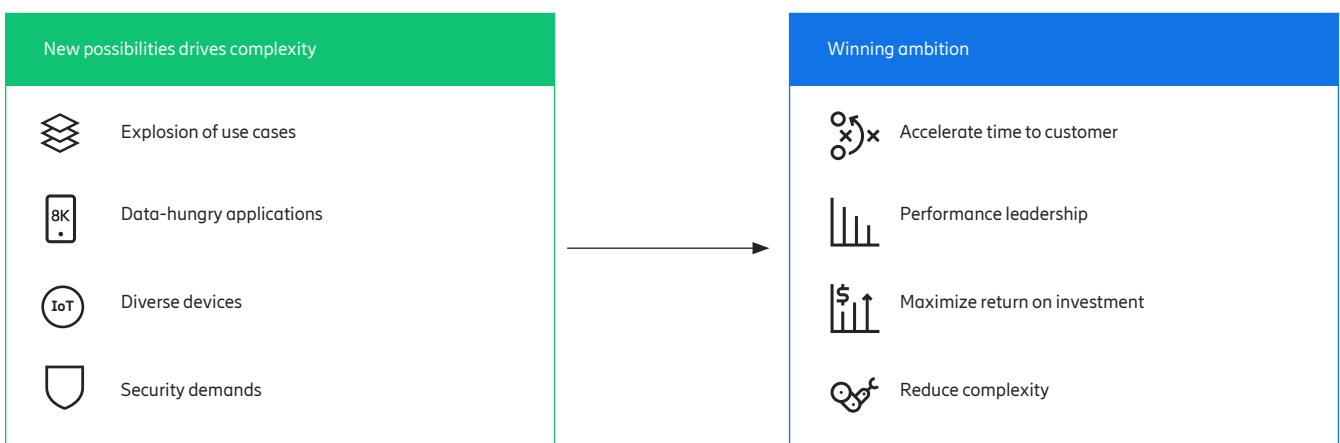 New possibilities drives complexity
Explosion of use cases
8K
Data-hungry applications
IoT
Diverse devices
Security demands
Winning ambition
Accelerate time to customer
Performance leadership
$
Maximize return on investment
Reduce complexity